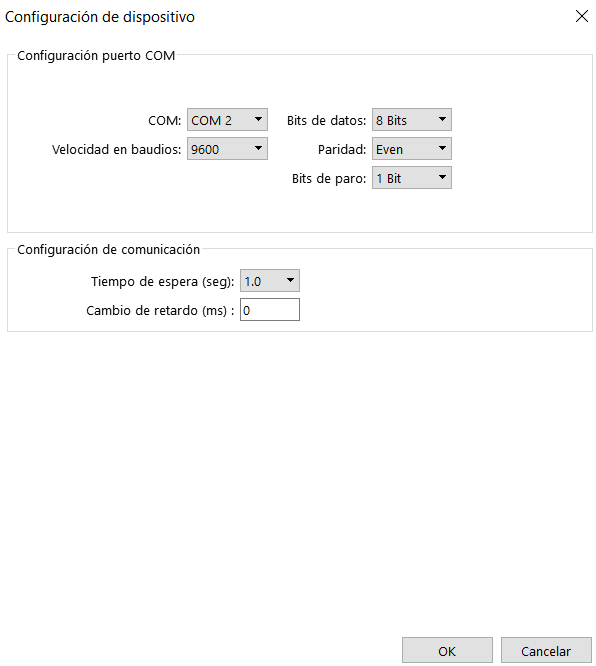 Configuración de dispositivo
Configuración puerto COM
COM: COM 2 Bits de datos: 8 Bits
Velocidad en baudios: 9600 Paridad: Even
Bits de paro: 1 Bit
Configuración de comunicación
Tiempo de espera (seg): 1.0
Cambio de retardo (ms) : 0
OK Cancelar